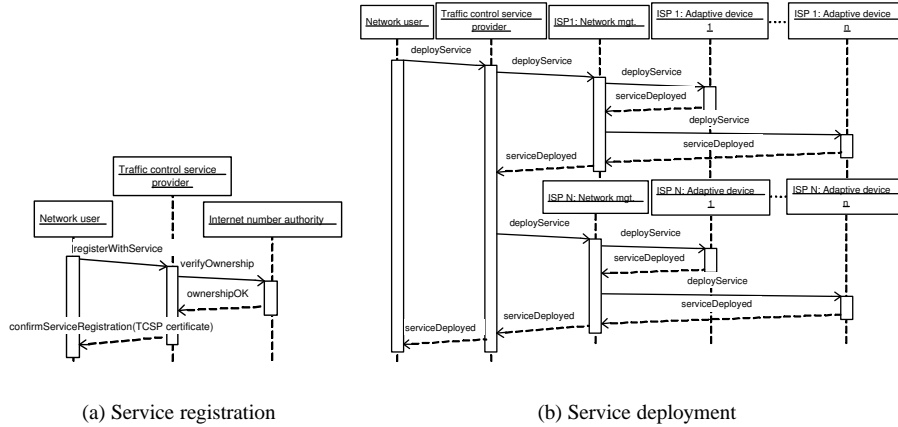 Network user
Traffic control service
provider
ISP1: Network mgt.
ISP 1: Adaptive device
1
ISP 1: Adaptive device
n
deployService
deployService
deployService
serviceDeployed
deployService
serviceDeployed
serviceDeployed
ISP N: Network mgt.
ISP N: Adaptive device
1
ISP N: Adaptive device
n
deployService
deployService
serviceDeployed
deployService
serviceDeployed
serviceDeployed
serviceDeployed
Traffic control service
provider
Network user
Internet number authority
registerWithService
verifyOwnership
ownershipOK
confirmServiceRegistration(TCSP certificate)
(a) Service registration
(b) Service deployment